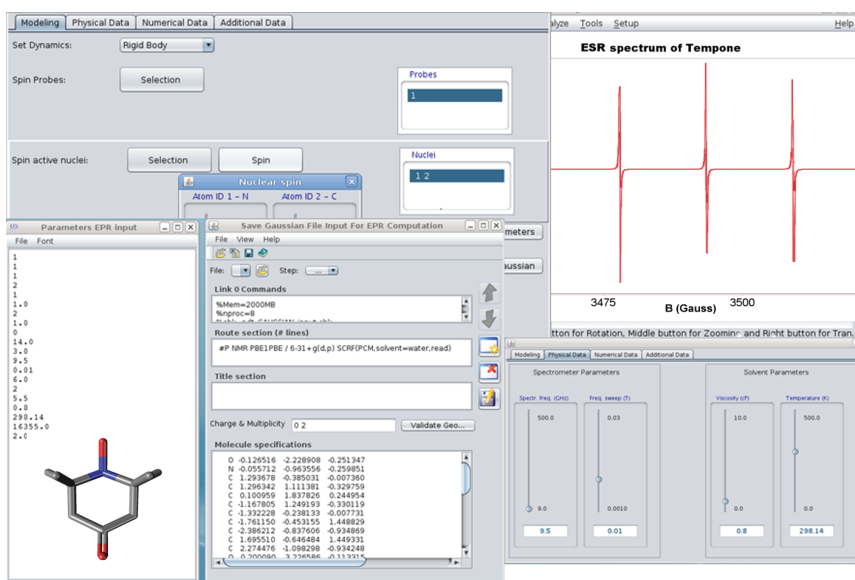 Modeling Physical Data Numerical Data Additional Data
Set Dynamics: Rigid Body
Spin Probes: Selection
Probes
1
Spin active nuclei: Selection Spin
Nuclei
1 2
Nuclear spin
Atom ID 1 - N Atom ID 2 - C
Tools Setup Help
ESR spectrum of Tempone
3475 3500
B (Gauss)
tton for Rotation, Middle button for Zooming and Right button for Tran.
Parameters EPR input
File Font
1
1
1
2
1
1.0
2
1.0
0
14.0
3.0
9.5
0.01
6.0
2
5.5
0.8
298.14
16355.0
2.0
Save Gaussian File Input For EPR Computation
File View Help
File: Step: ...
Link 0 Commands
%Mem=2000MB
%nproc=8
Route section (# lines)
#P NMR PBE1PBE / 6-31+g(d,p) SCRF(PCM,solvent=water,read)
Title section
Charge & Multiplicity 0 2 Validate Geo...
Molecule specifications
O -0.126516 -2.228908 -0.251347
N -0.055712 -0.963556 -0.259851
C 1.293678 -0.385031 -0.007360
C 1.296342 1.111381 -0.329759
C 0.100959 1.837826 0.244954
C -1.167805 1.249193 -0.330119
C -1.332228 -0.238133 -0.007731
C -1.761150 -0.453155 1.448829
C -2.386212 -0.837606 -0.934869
C 1.695510 -0.646484 1.449331
C 2.274476 -1.098298 -0.934248
O 0.200090 3.226586 -0.113315
meters
aussian
Modeling Physical Data Numerical Data Additional Data
Spectrometer Parameters Solvent Parameters
Spectr. freq. (GHz) Freq. sweep (T) Viscosity (cP) Temperature (K)
500.0 0.03 10.0 500.0
9.0 0.0010 0.0 0.0
9.5 0.01 0.8 298.14